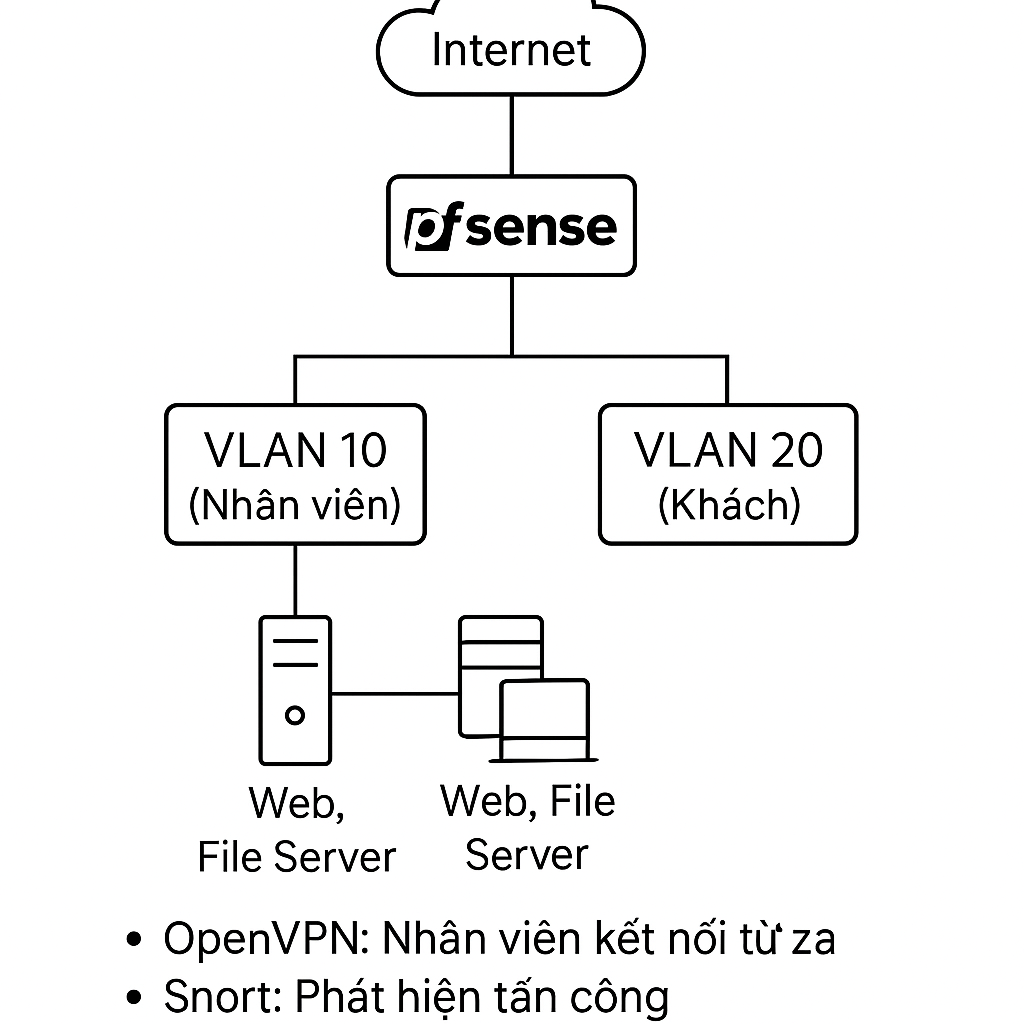 Internet
pfsense
VLAN 10
(Nhân viên)
VLAN 20
(Khách)
Web,
File Server
Web, File
Server
• OpenVPN: Nhân viên kết nối từ za
• Snort: Phát hiện tấn công